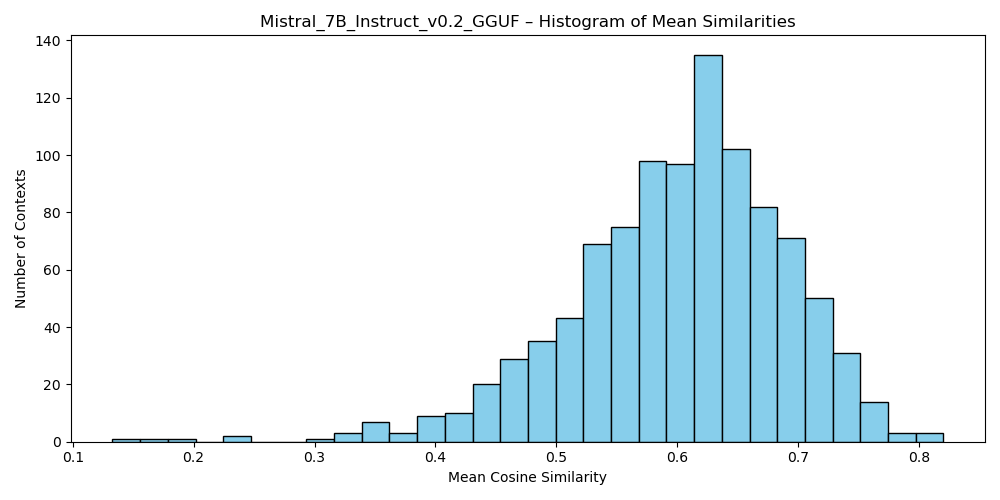 Mistral_7B_Instruct_v0.2_GGUF – Histogram of Mean Similarities
140
120
100
80
60
40
20
0
Number of Contexts
0.1 0.2 0.3 0.4 0.5 0.6 0.7 0.8
Mean Cosine Similarity